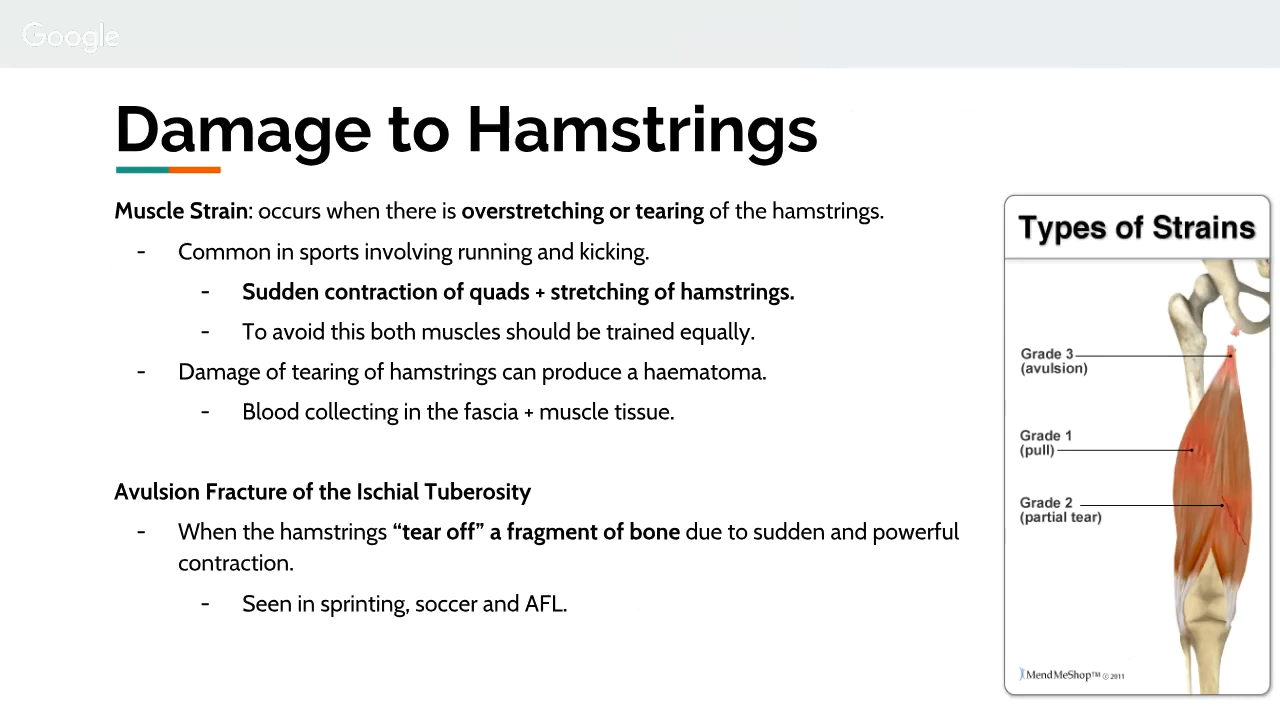 Google
Damage to Hamstrings
Muscle Strain: occurs when there is overstretching or tearing of the hamstrings.
- Common in sports involving running and kicking.
- Sudden contraction of quads + stretching of hamstrings.
- To avoid this both muscles should be trained equally.
- Damage of tearing of hamstrings can produce a haematoma.
- Blood collecting in the fascia + muscle tissue.
Avulsion Fracture of the Ischial Tuberosity
- When the hamstrings “tear off” a fragment of bone due to sudden and powerful
contraction.
- Seen in sprinting, soccer and AFL.
Types of Strains
Grade 3
(avulsion)
Grade 1
(pull)
Grade 2
(partial tear)
MendMeShop™ ©2011